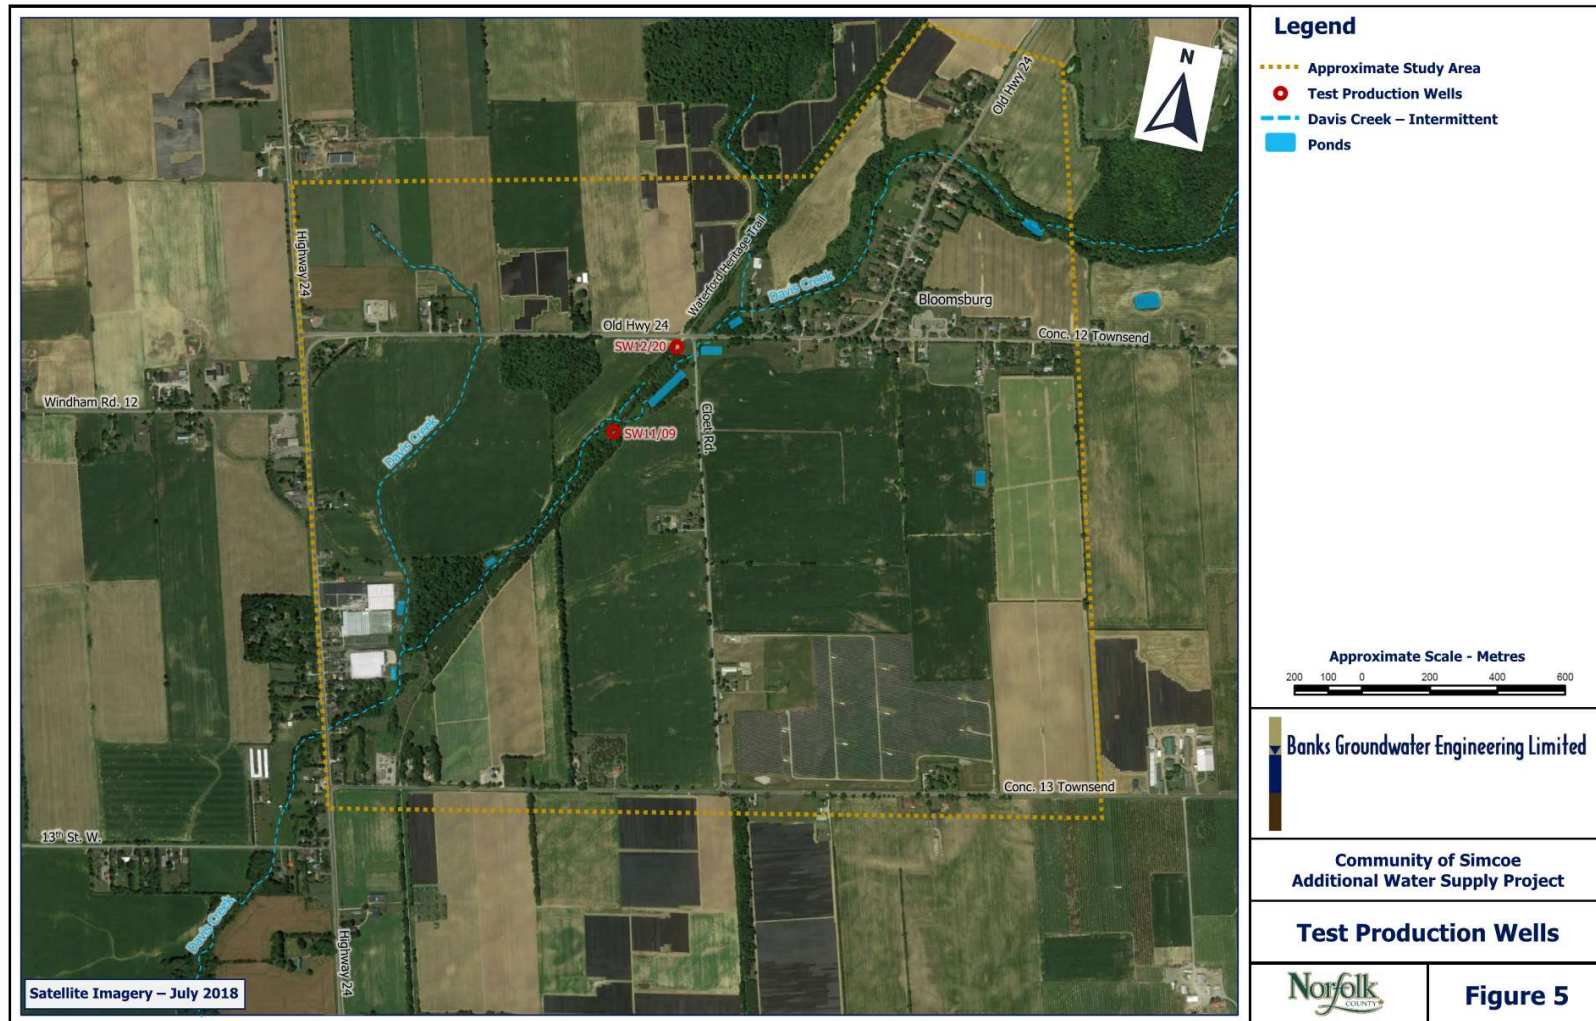 Legend
Approximate Study Area
Test Production Wells
Davis Creek – Intermittent
Ponds
N
Old Hwy 24
Highway 24
Waterford Heritage Trail
Davis Creek
Bloomsburg
Old Hwy 24
Conc. 12 Townsend
SW12/20
Windham Rd. 12
Cloet Rd.
SW11/09
Davis Creek
Conc. 13 Townsend
13th St. W.
Davis Creek
Highway 24
Satellite Imagery – July 2018
Approximate Scale - Metres
200 100 0 200 400 600
Banks Groundwater Engineering Limited
Community of Simcoe
Additional Water Supply Project
Test Production Wells
Norfolk
COUNTY
Figure 5